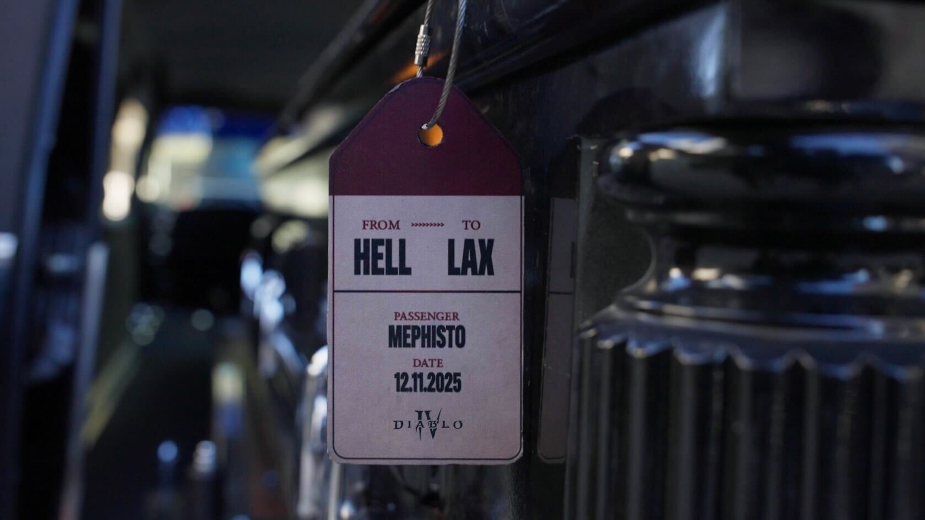 FROM »»»»» TO
HELL LAX
PASSENGER
MEPHISTO
DATE
12.11.2025
DIABLO IV